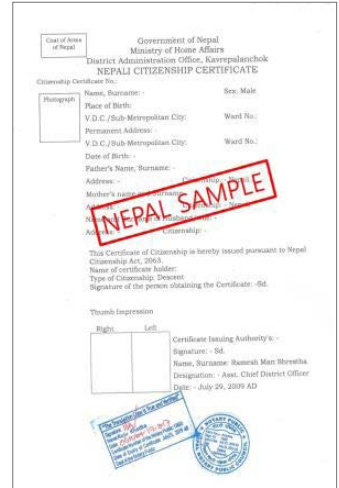 Coat of Arms
of Nepal
Government of Nepal
Ministry of Home Affairs
District Administration Office, Kavrepalanchok
NEPALI CITIZENSHIP CERTIFICATE
Citizenship Certificate No.:
Photograph
Name, Surname: - Sex: Male
Place of Birth:
V.D.C./Sub-Metropolitan City: Ward No.:
Permanent Address: -
V.D.C./Sub-Metropolitan City: Ward No.:
Date of Birth: -
Father's Name, Surname: -
Address: - Citizenship: - Nepali
Mother's name and Surname:
NEPAL SAMPLE
Address: - Citizenship: -
This Certificate of Citizenship is hereby issued pursuant to Nepal
Citizenship Act, 2063.
Name of certificate holder:
Type of Citizenship: Descent
Signature of the person obtaining the Certificate: -Sd.
Thumb Impression
Right Left
Certificate Issuing Authority's: -
Signature: - Sd.
Name, Surname: Ramesh Man Shrestha
Designation: - Asst. Chief District Officer
Date: - July 29, 2009 AD
NOTARY PUBLIC